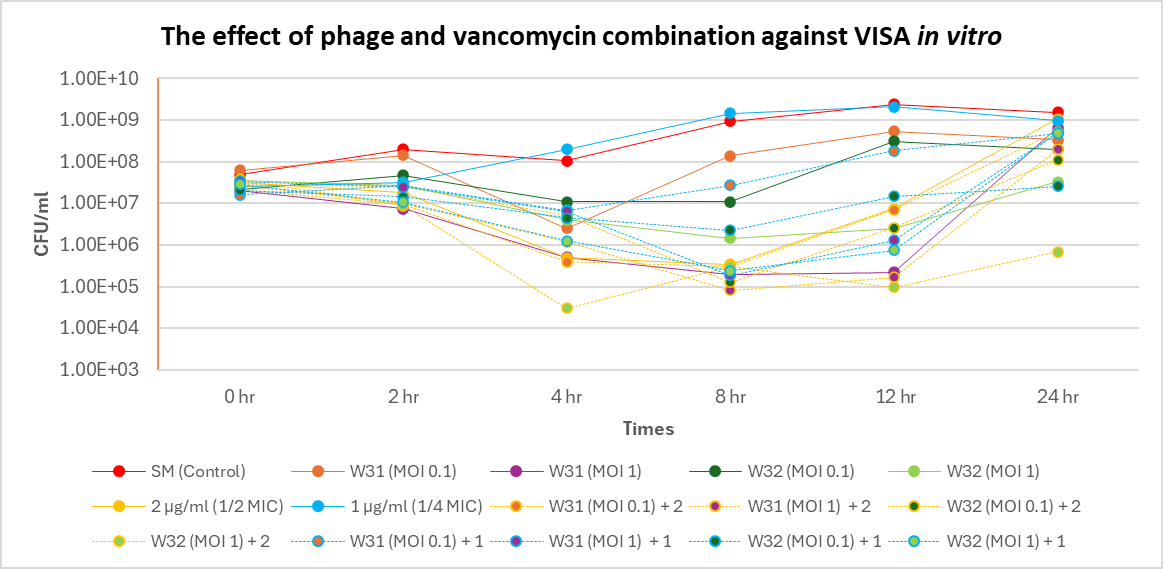 The effect of phage and vancomycin combination against VISA in vitro
1.00E+10
1.00E+09
1.00E+08
1.00E+07
1.00E+06
1.00E+05
1.00E+04
1.00E+03
CFU/ml
0 hr 2 hr 4 hr 8 hr 12 hr 24 hr
Times
SM (Control) W31 (MOI 0.1) W31 (MOI 1) W32 (MOI 0.1) W32 (MOI 1)
2 µg/ml (1/2 MIC) 1 µg/ml (1/4 MIC) W31 (MOI 0.1) + 2 W31 (MOI 1) + 2 W32 (MOI 0.1) + 2
W32 (MOI 1) + 2 W31 (MOI 0.1) + 1 W31 (MOI 1) + 1 W32 (MOI 0.1) + 1 W32 (MOI 1) + 1